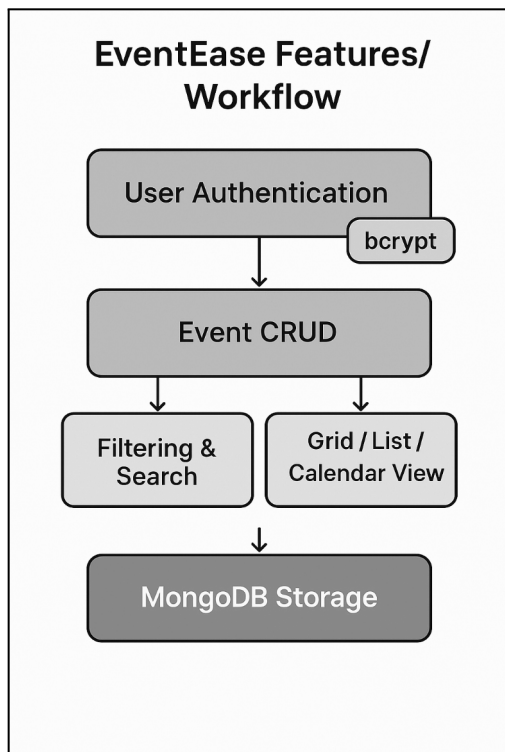 EventEase Features/
Workflow
User Authentication
bcrypt
Event CRUD
Filtering &
Search
Grid / List /
Calendar View
MongoDB Storage